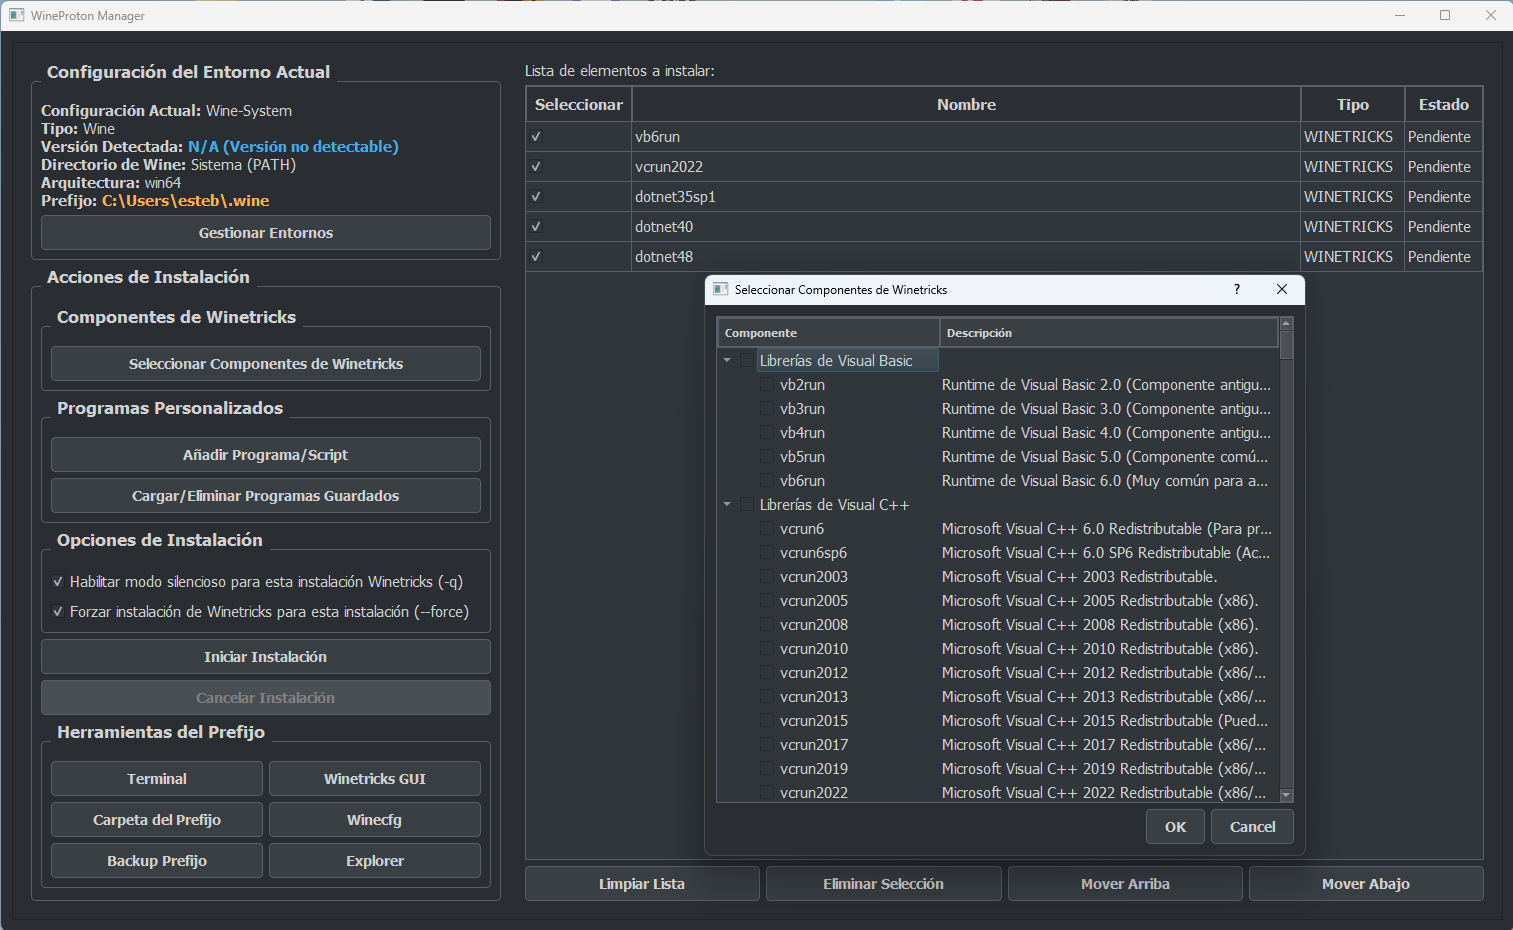 WineProton Manager
Configuración del Entorno Actual
Configuración Actual: Wine-System
Tipo: Wine
Versión Detectada: N/A (Versión no detectable)
Directorio de Wine: Sistema (PATH)
Arquitectura: win64
Prefijo: C:\Users\esteb\.wine
Gestionar Entornos
Acciones de Instalación
Componentes de Winetricks
Seleccionar Componentes de Winetricks
Programas Personalizados
Añadir Programa/Script
Cargar/Eliminar Programas Guardados
Opciones de Instalación
Habilitar modo silencioso para esta instalación Winetricks (-q)
Forzar instalación de Winetricks para esta instalación (--force)
Iniciar Instalación
Cancelar Instalación
Herramientas del Prefijo
Terminal Winetricks GUI
Carpeta del Prefijo Winecfg
Backup Prefijo Explorer
Lista de elementos a instalar:
Seleccionar Nombre Tipo Estado
vb6run WINETRICKS Pendiente
vcrun2022 WINETRICKS Pendiente
dotnet35sp1 WINETRICKS Pendiente
dotnet40 WINETRICKS Pendiente
dotnet48 WINETRICKS Pendiente
Seleccionar Componentes de Winetricks ?
Componente Descripción
Librerías de Visual Basic
vb2run Runtime de Visual Basic 2.0 (Componente antigu...
vb3run Runtime de Visual Basic 3.0 (Componente antigu...
vb4run Runtime de Visual Basic 4.0 (Componente antigu...
vb5run Runtime de Visual Basic 5.0 (Componente comú...
vb6run Runtime de Visual Basic 6.0 (Muy común para a...
Librerías de Visual C++
vcrun6 Microsoft Visual C++ 6.0 Redistributable (Para pr...
vcrun6sp6 Microsoft Visual C++ 6.0 SP6 Redistributable (Ac...
vcrun2003 Microsoft Visual C++ 2003 Redistributable.
vcrun2005 Microsoft Visual C++ 2005 Redistributable (x86).
vcrun2008 Microsoft Visual C++ 2008 Redistributable (x86).
vcrun2010 Microsoft Visual C++ 2010 Redistributable (x86).
vcrun2012 Microsoft Visual C++ 2012 Redistributable (x86/...
vcrun2013 Microsoft Visual C++ 2013 Redistributable (x86/...
vcrun2015 Microsoft Visual C++ 2015 Redistributable (Pued...
vcrun2017 Microsoft Visual C++ 2017 Redistributable (x86/...
vcrun2019 Microsoft Visual C++ 2019 Redistributable (x86/...
vcrun2022 Microsoft Visual C++ 2022 Redistributable (x86/...
OK Cancel
Limpiar Lista Eliminar Selección Mover Arriba Mover Abajo